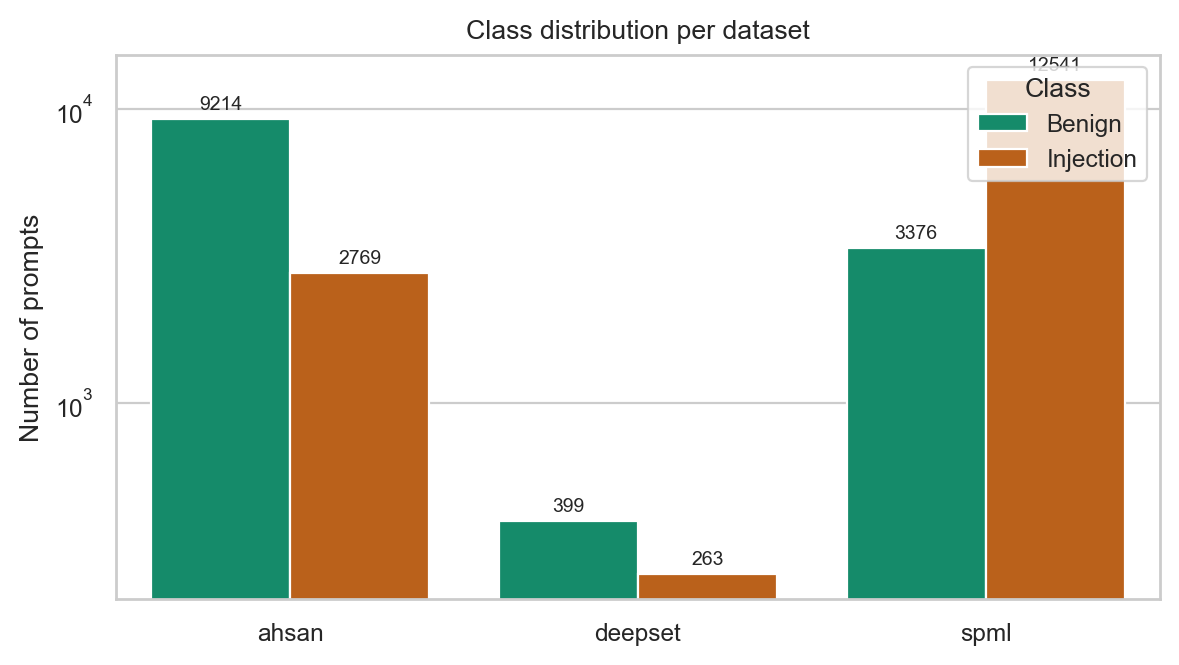 Class distribution per dataset
Number of prompts
10^4
10^3
9214
2769
399
263
3376
12541
Class
Benign
Injection
ahsan
deepset
spml